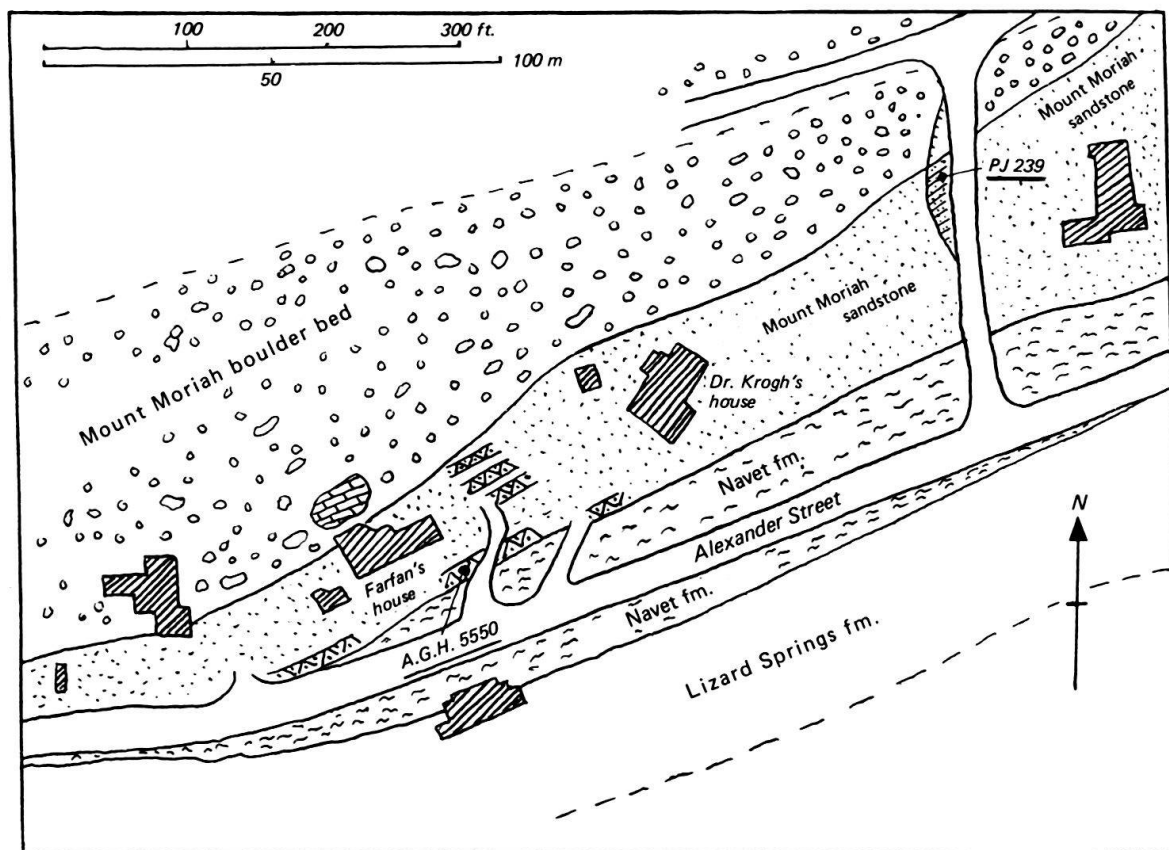 100 200 300 ft.
50 100 m
Mount Moriah
sandstone
PJ 239
Mount Moriah boulder bed
Mount Moriah
sandstone
Dr. Krogh's
house
Navet fm.
Alexander Street
N
Farfan's
house
A.G.H. 5550
Navet fm.
Lizard Springs fm.